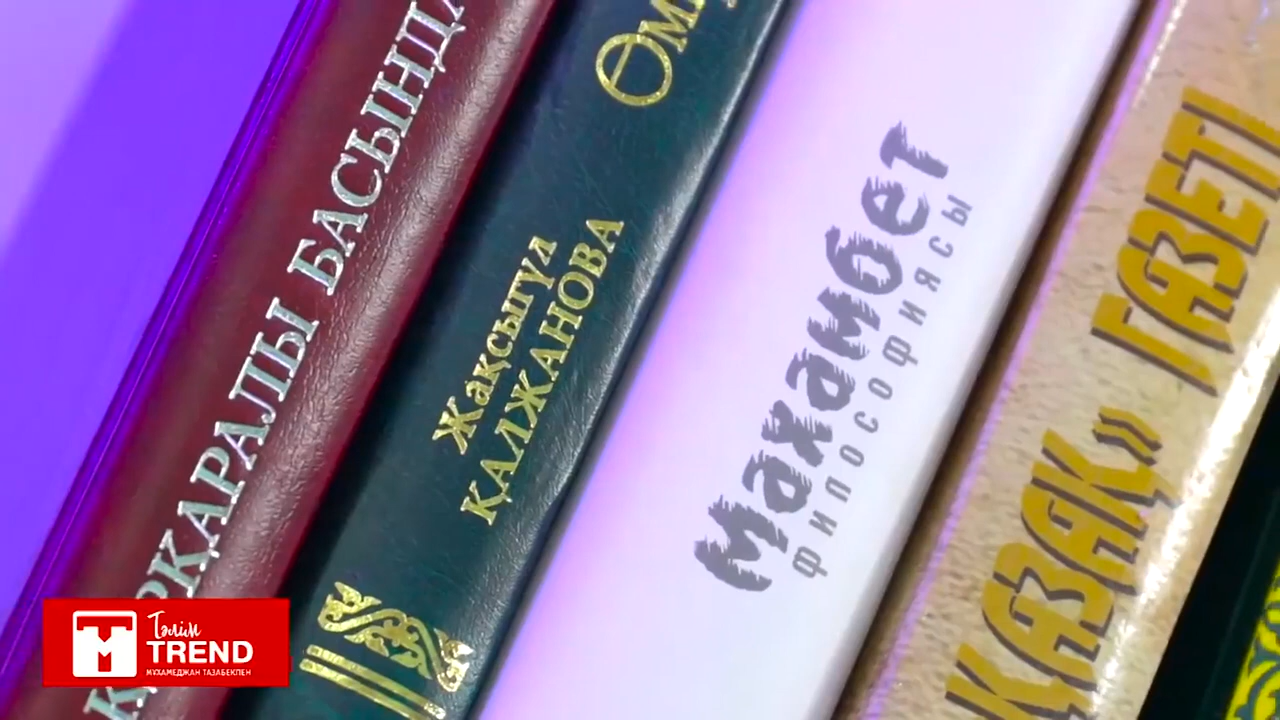 ҚАРҚАРАЛЫ БАСЫНДА
Жақсыгүл
ҚАЛЖАНОВА
Махамбет
философиясы
ҚАЗАҚ» ГАЗЕТІ
Тәлім
TREND
МҰХАМЕДЖАН ТАЗАБЕКПЕН